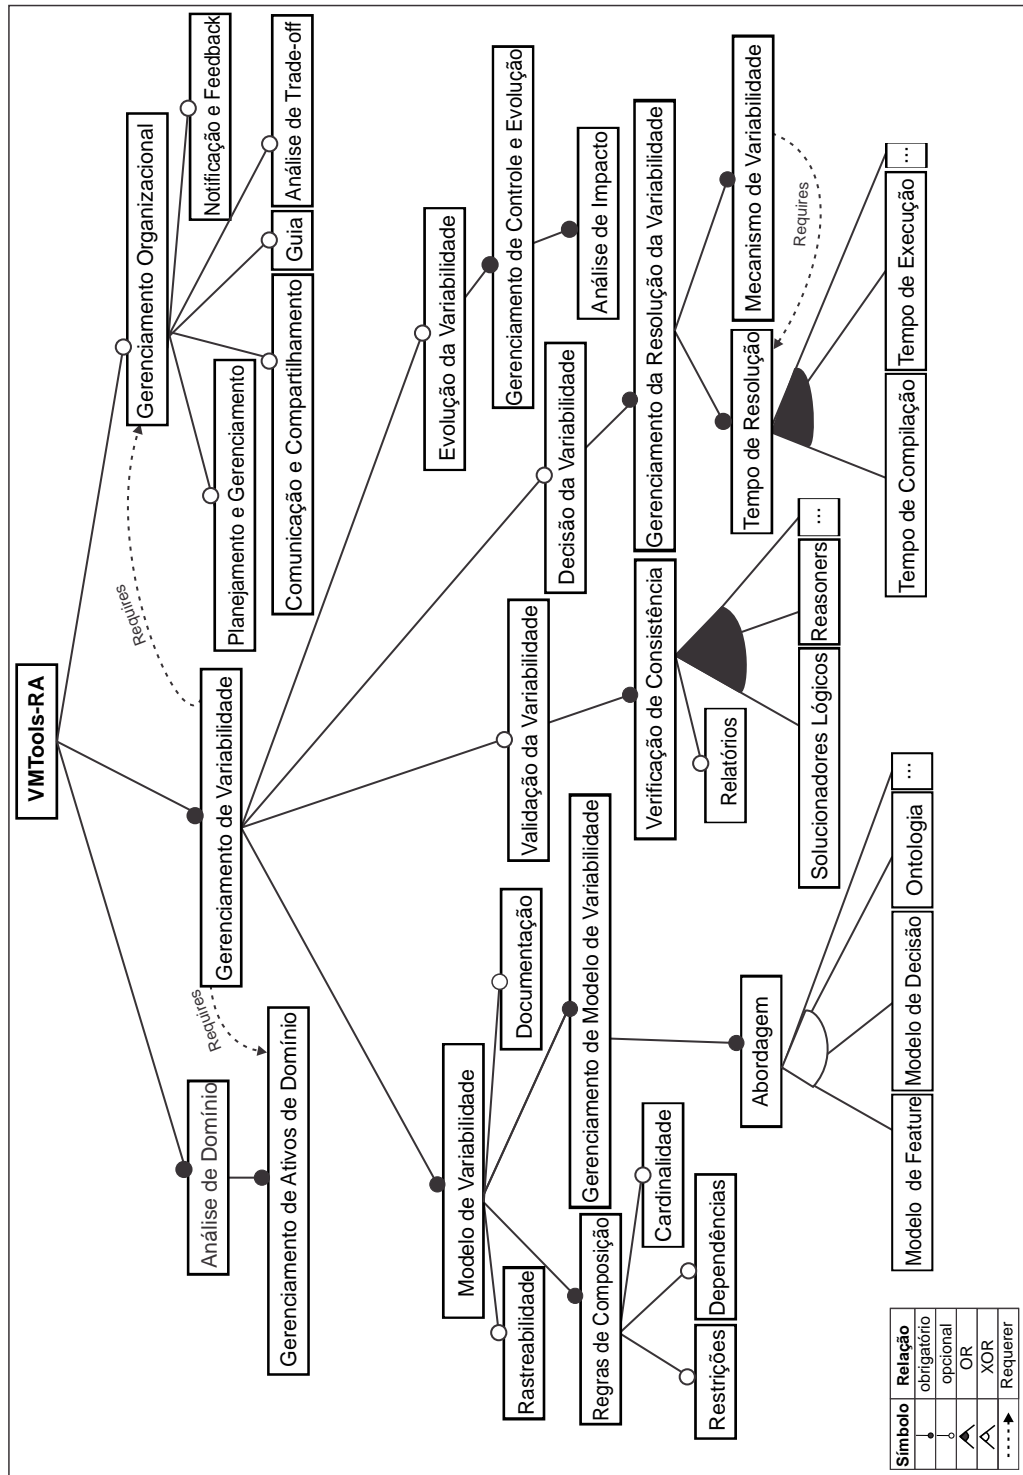 VMTools-RA
Análise de Domínio
Gerenciamento de Variabilidade
Gerenciamento Organizacional
Requires
Requires
Gerenciamento de Ativos de Domínio
Planejamento e Gerenciamento
Notificação e Feedback
Comunicação e Compartilhamento
Guia
Análise de Trade-off
Modelo de Variabilidade
Validação da Variabilidade
Decisão da Variabilidade
Evolução da Variabilidade
Rastreabilidade
Documentação
Gerenciamento de Controle e Evolução
Regras de Composição
Gerenciamento de Modelo de Variabilidade
Verificação de Consistência
Gerenciamento da Resolução da Variabilidade
Análise de Impacto
Cardinalidade
Restrições
Dependências
Relatórios
Abordagem
Tempo de Resolução
Mecanismo de Variabilidade
Requires
Solucionadores Lógicos
Reasoners
...
Modelo de Feature
Modelo de Decisão
Ontologia
...
Tempo de Compilação
Tempo de Execução
...
Símbolo Relação
obrigatório
opcional
OR
XOR
Requerer